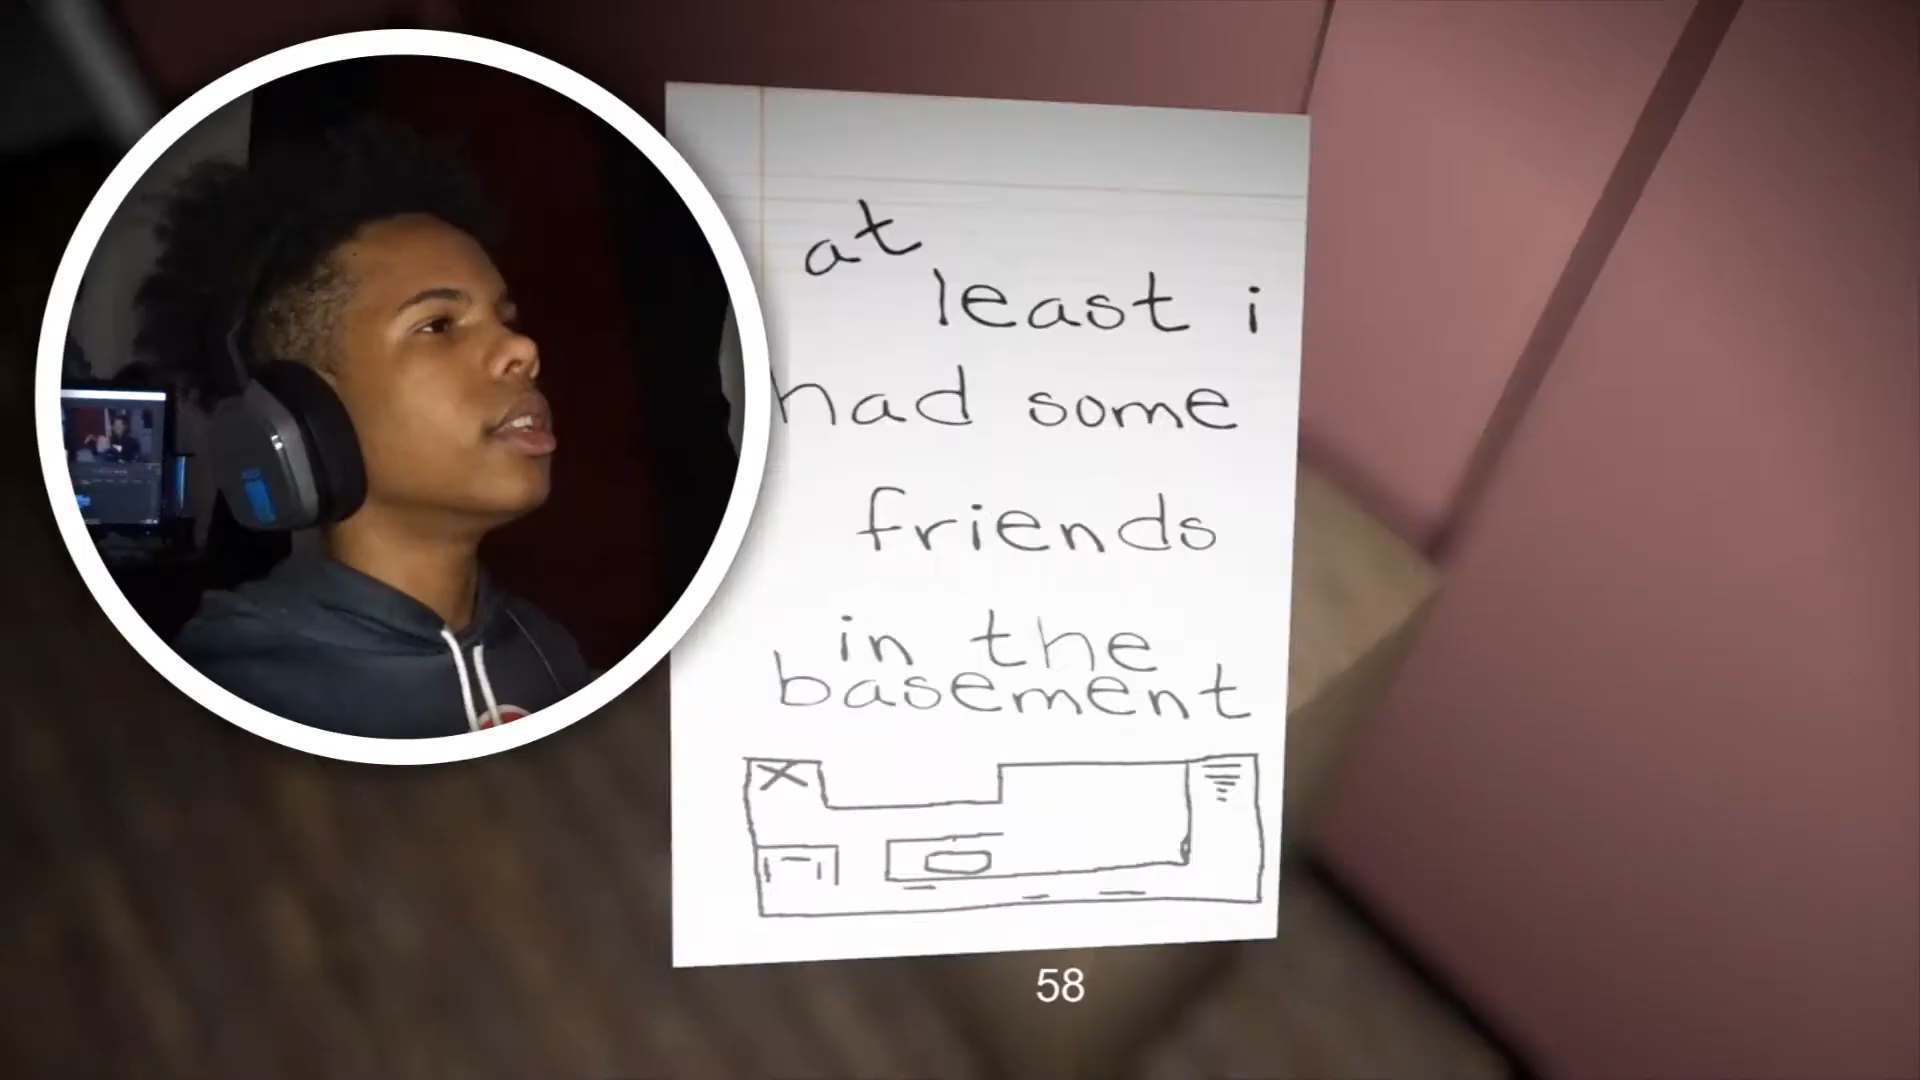 at
least i
had some
friends
in the
basement
58